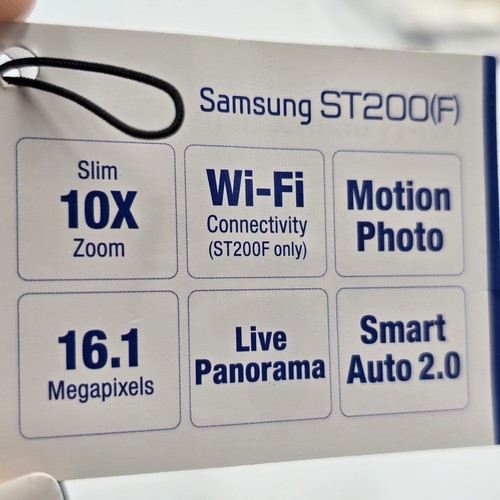 Samsung ST200(F)
Slim
10X
Zoom
Wi-Fi
Connectivity
(ST200F only)
Motion
Photo
16.1
Megapixels
Live
Panorama
Smart
Auto 2.0